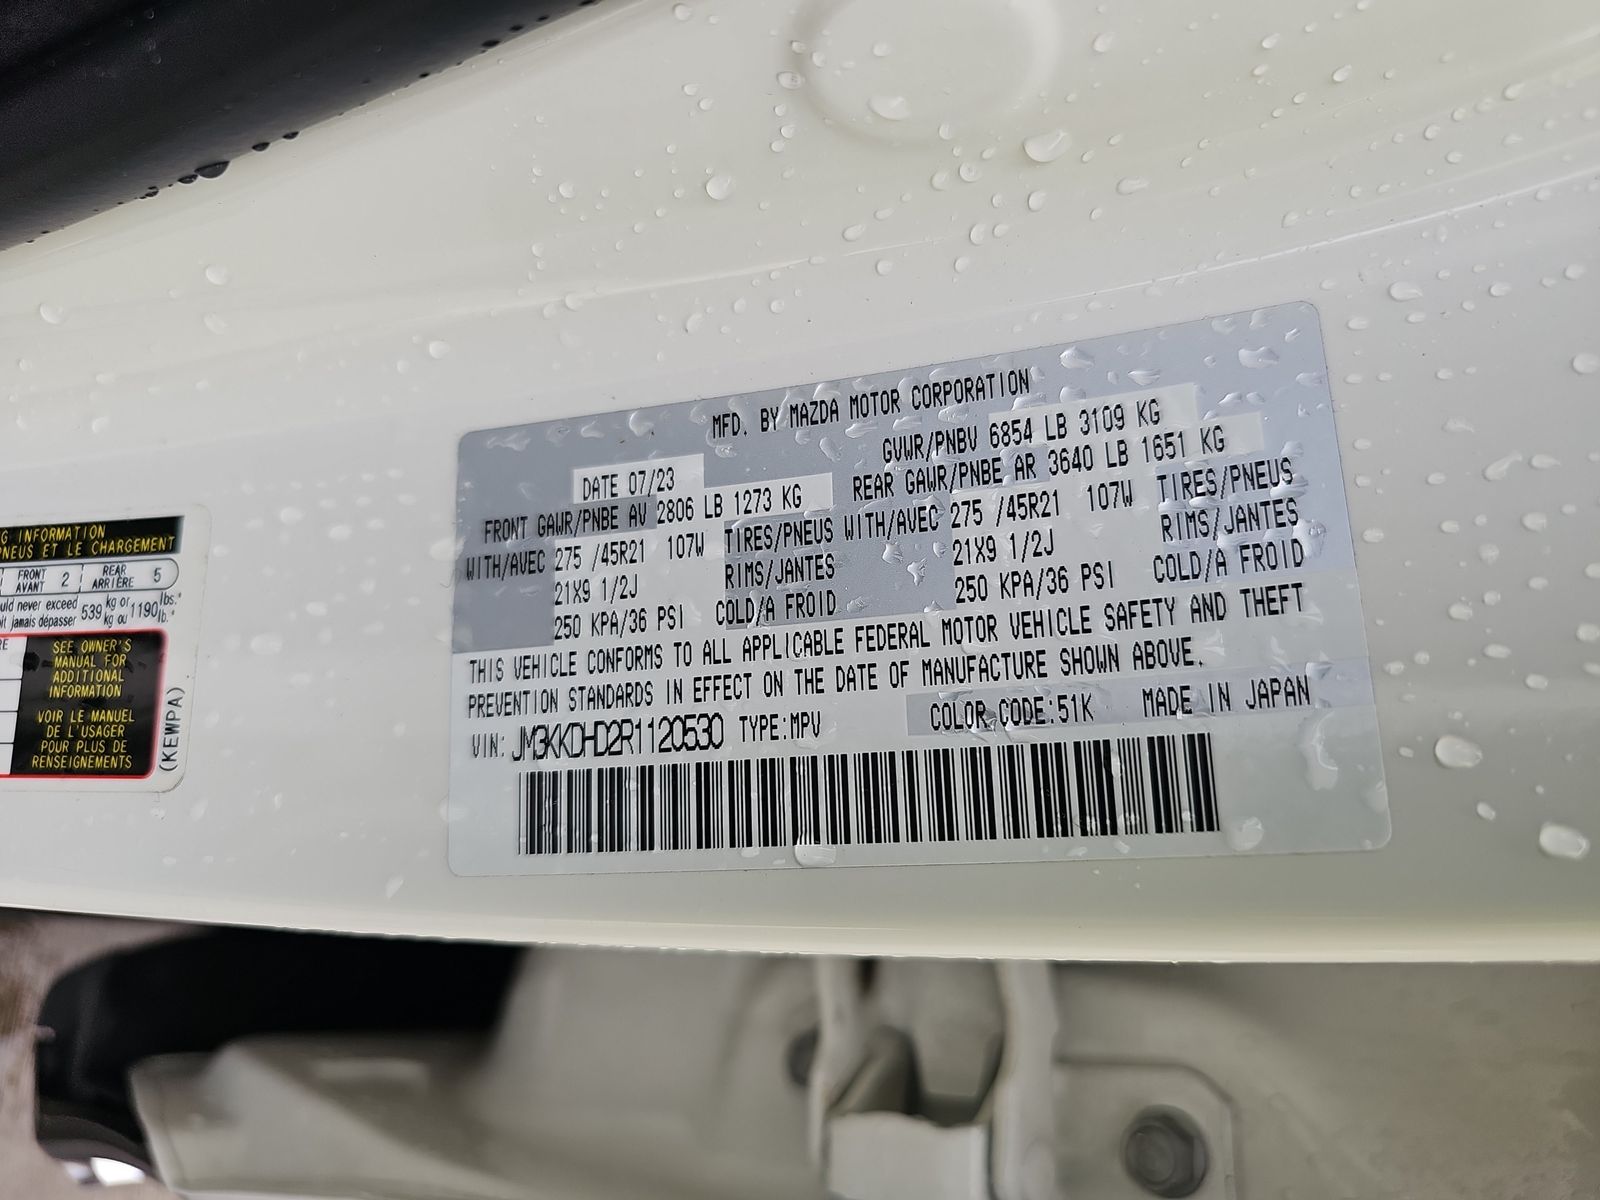 MFD. BY MAZDA MOTOR CORPORATION
DATE 07/23 GVWR/PNBV 6854 LB 3109 KG
FRONT GAWR/PNBE AV 2806 LB 1273 KG REAR GAWR/PNBE AR 3640 LB 1651 KG
WITH/AVEC 275 /45R21 107W TIRES/PNEUS WITH/AVEC 275 /45R21 107W TIRES/PNEUS
21X9 1/2J RIMS/JANTES 21X9 1/2J RIMS/JANTES
250 KPA/36 PSI COLD/A FROID 250 KPA/36 PSI COLD/A FROID
THIS VEHICLE CONFORMS TO ALL APPLICABLE FEDERAL MOTOR VEHICLE SAFETY AND THEFT
PREVENTION STANDARDS IN EFFECT ON THE DATE OF MANUFACTURE SHOWN ABOVE.
VIN: JM3KKDHD2R1120530 TYPE:MPV COLOR CODE:51K MADE IN JAPAN
G INFORMATION
PNEUS ET LE CHARGEMENT
FRONT AVANT 2 REAR ARRIÈRE 5
uld never exceed 539 kg or 1190 lbs.
it jamais dépasser kg ou lb.
RE
SEE OWNER'S
MANUAL FOR
ADDITIONAL
INFORMATION
VOIR LE MANUEL
DE L'USAGER
POUR PLUS DE
RENSEIGNEMENTS
(KEWPA)